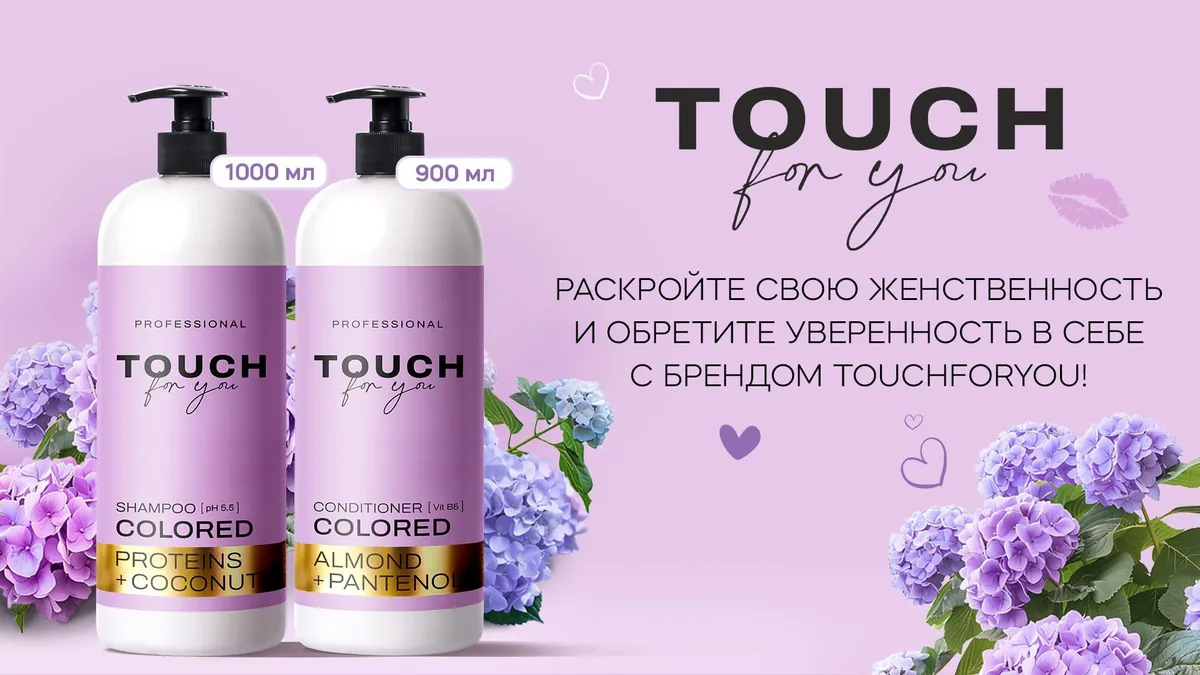 1000 мл
PROFESSIONAL
TOUCH
for you
SHAMPOO [pH 5.5]
COLORED
PROTEINS
+ COCONUT
900 мл
PROFESSIONAL
TOUCH
for you
CONDITIONER [Vit B5]
COLORED
ALMOND
+ PANTENOL
TOUCH
for you
РАСКРОЙТЕ СВОЮ ЖЕНСТВЕННОСТЬ
И ОБРЕТИТЕ УВЕРЕННОСТЬ В СЕБЕ
С БРЕНДОМ TOUCHFORYOU!